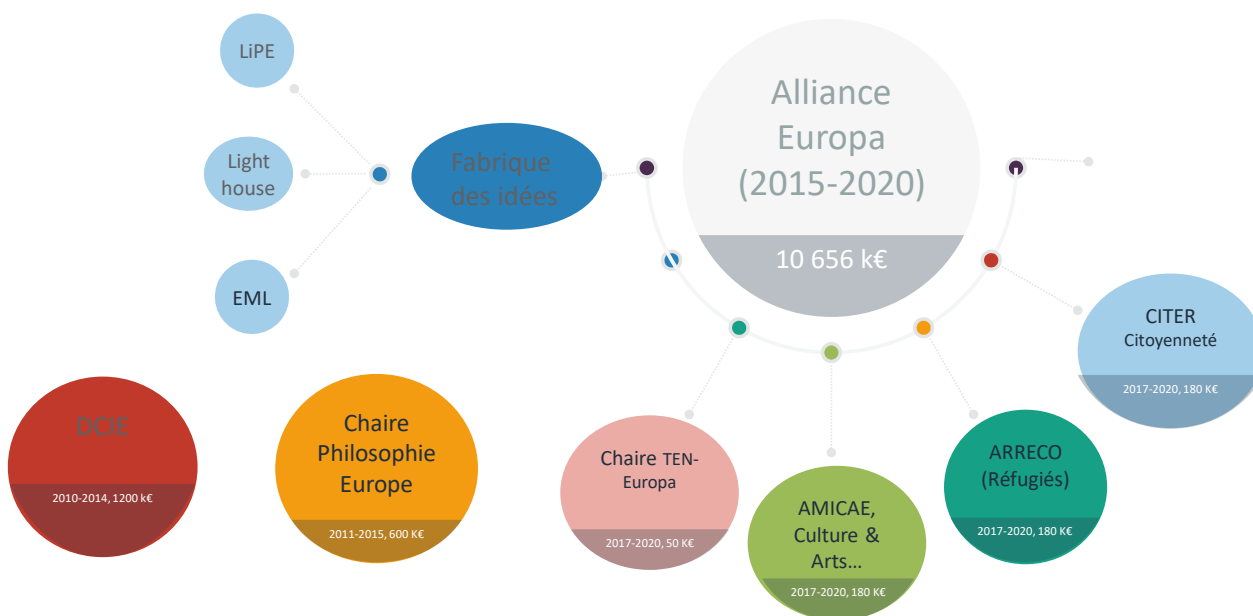 LiPE
Light
house
EML
Fabrique
des idées
Alliance
Europa
(2015-2020)
10 656 k€
CITER
Citoyenneté
2017-2020, 180 K€
DCIE
2010-2014, 1200 k€
Chaire
Philosophie
Europe
2011-2015, 600 K€
Chaire TEN-
Europa
2017-2020, 50 K€
AMICAE,
Culture &
Arts…
2017-2020, 180 K€
ARRECO
(Réfugiés)
2017-2020, 180 K€